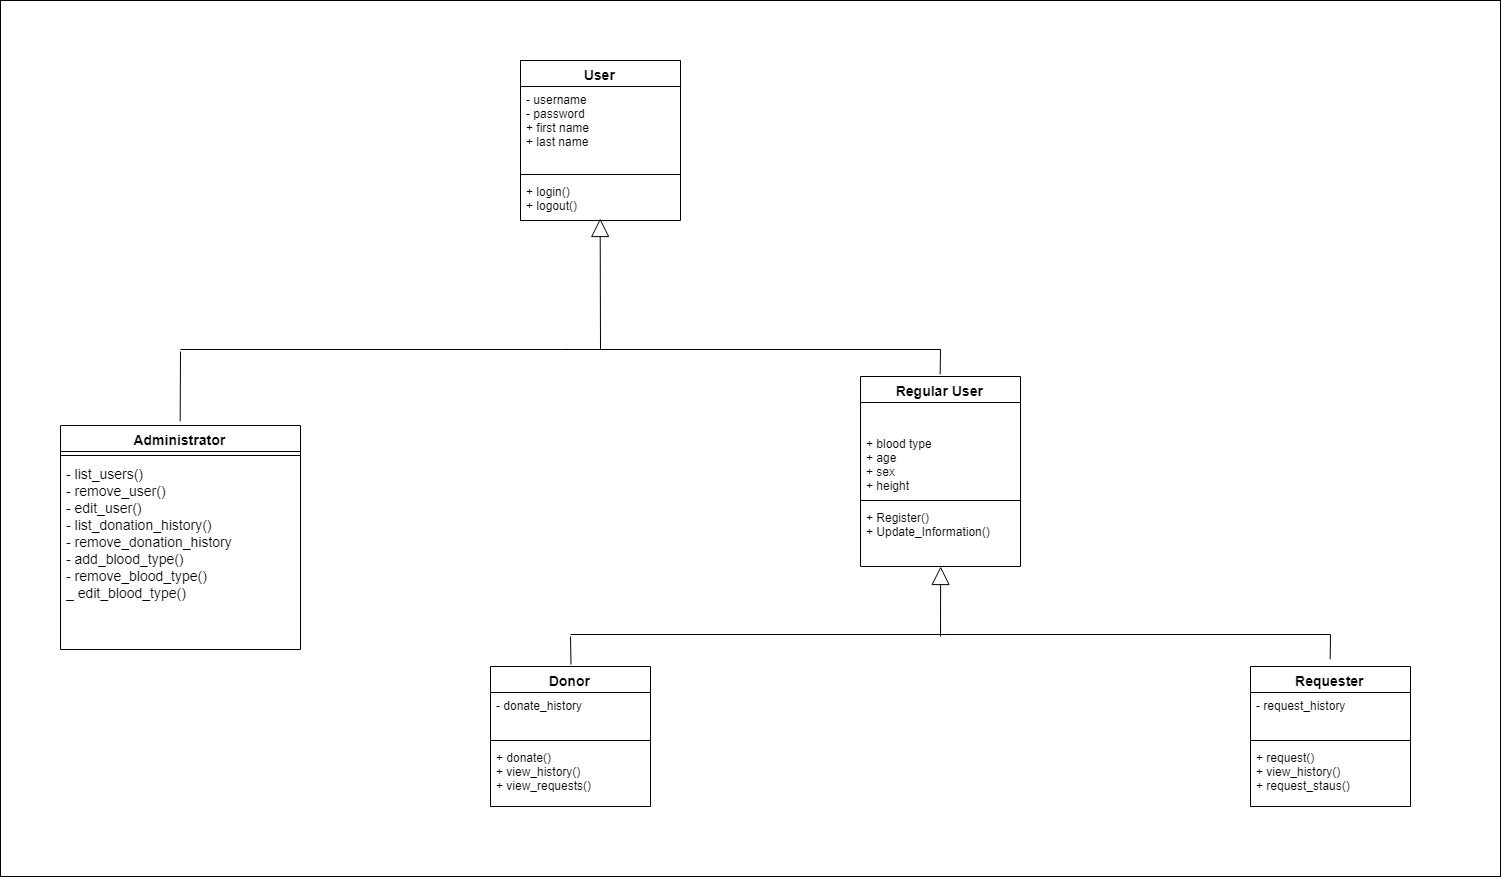 User
- username
- password
+ first name
+ last name
+ login()
+ logout()
Administrator
- list_users()
- remove_user()
- edit_user()
- list_donation_history()
- remove_donation_history
- add_blood_type()
- remove_blood_type()
_ edit_blood_type()
Regular User
+ blood type
+ age
+ sex
+ height
+ Register()
+ Update_Information()
Donor
- donate_history
+ donate()
+ view_history()
+ view_requests()
Requester
- request_history
+ request()
+ view_history()
+ request_staus()